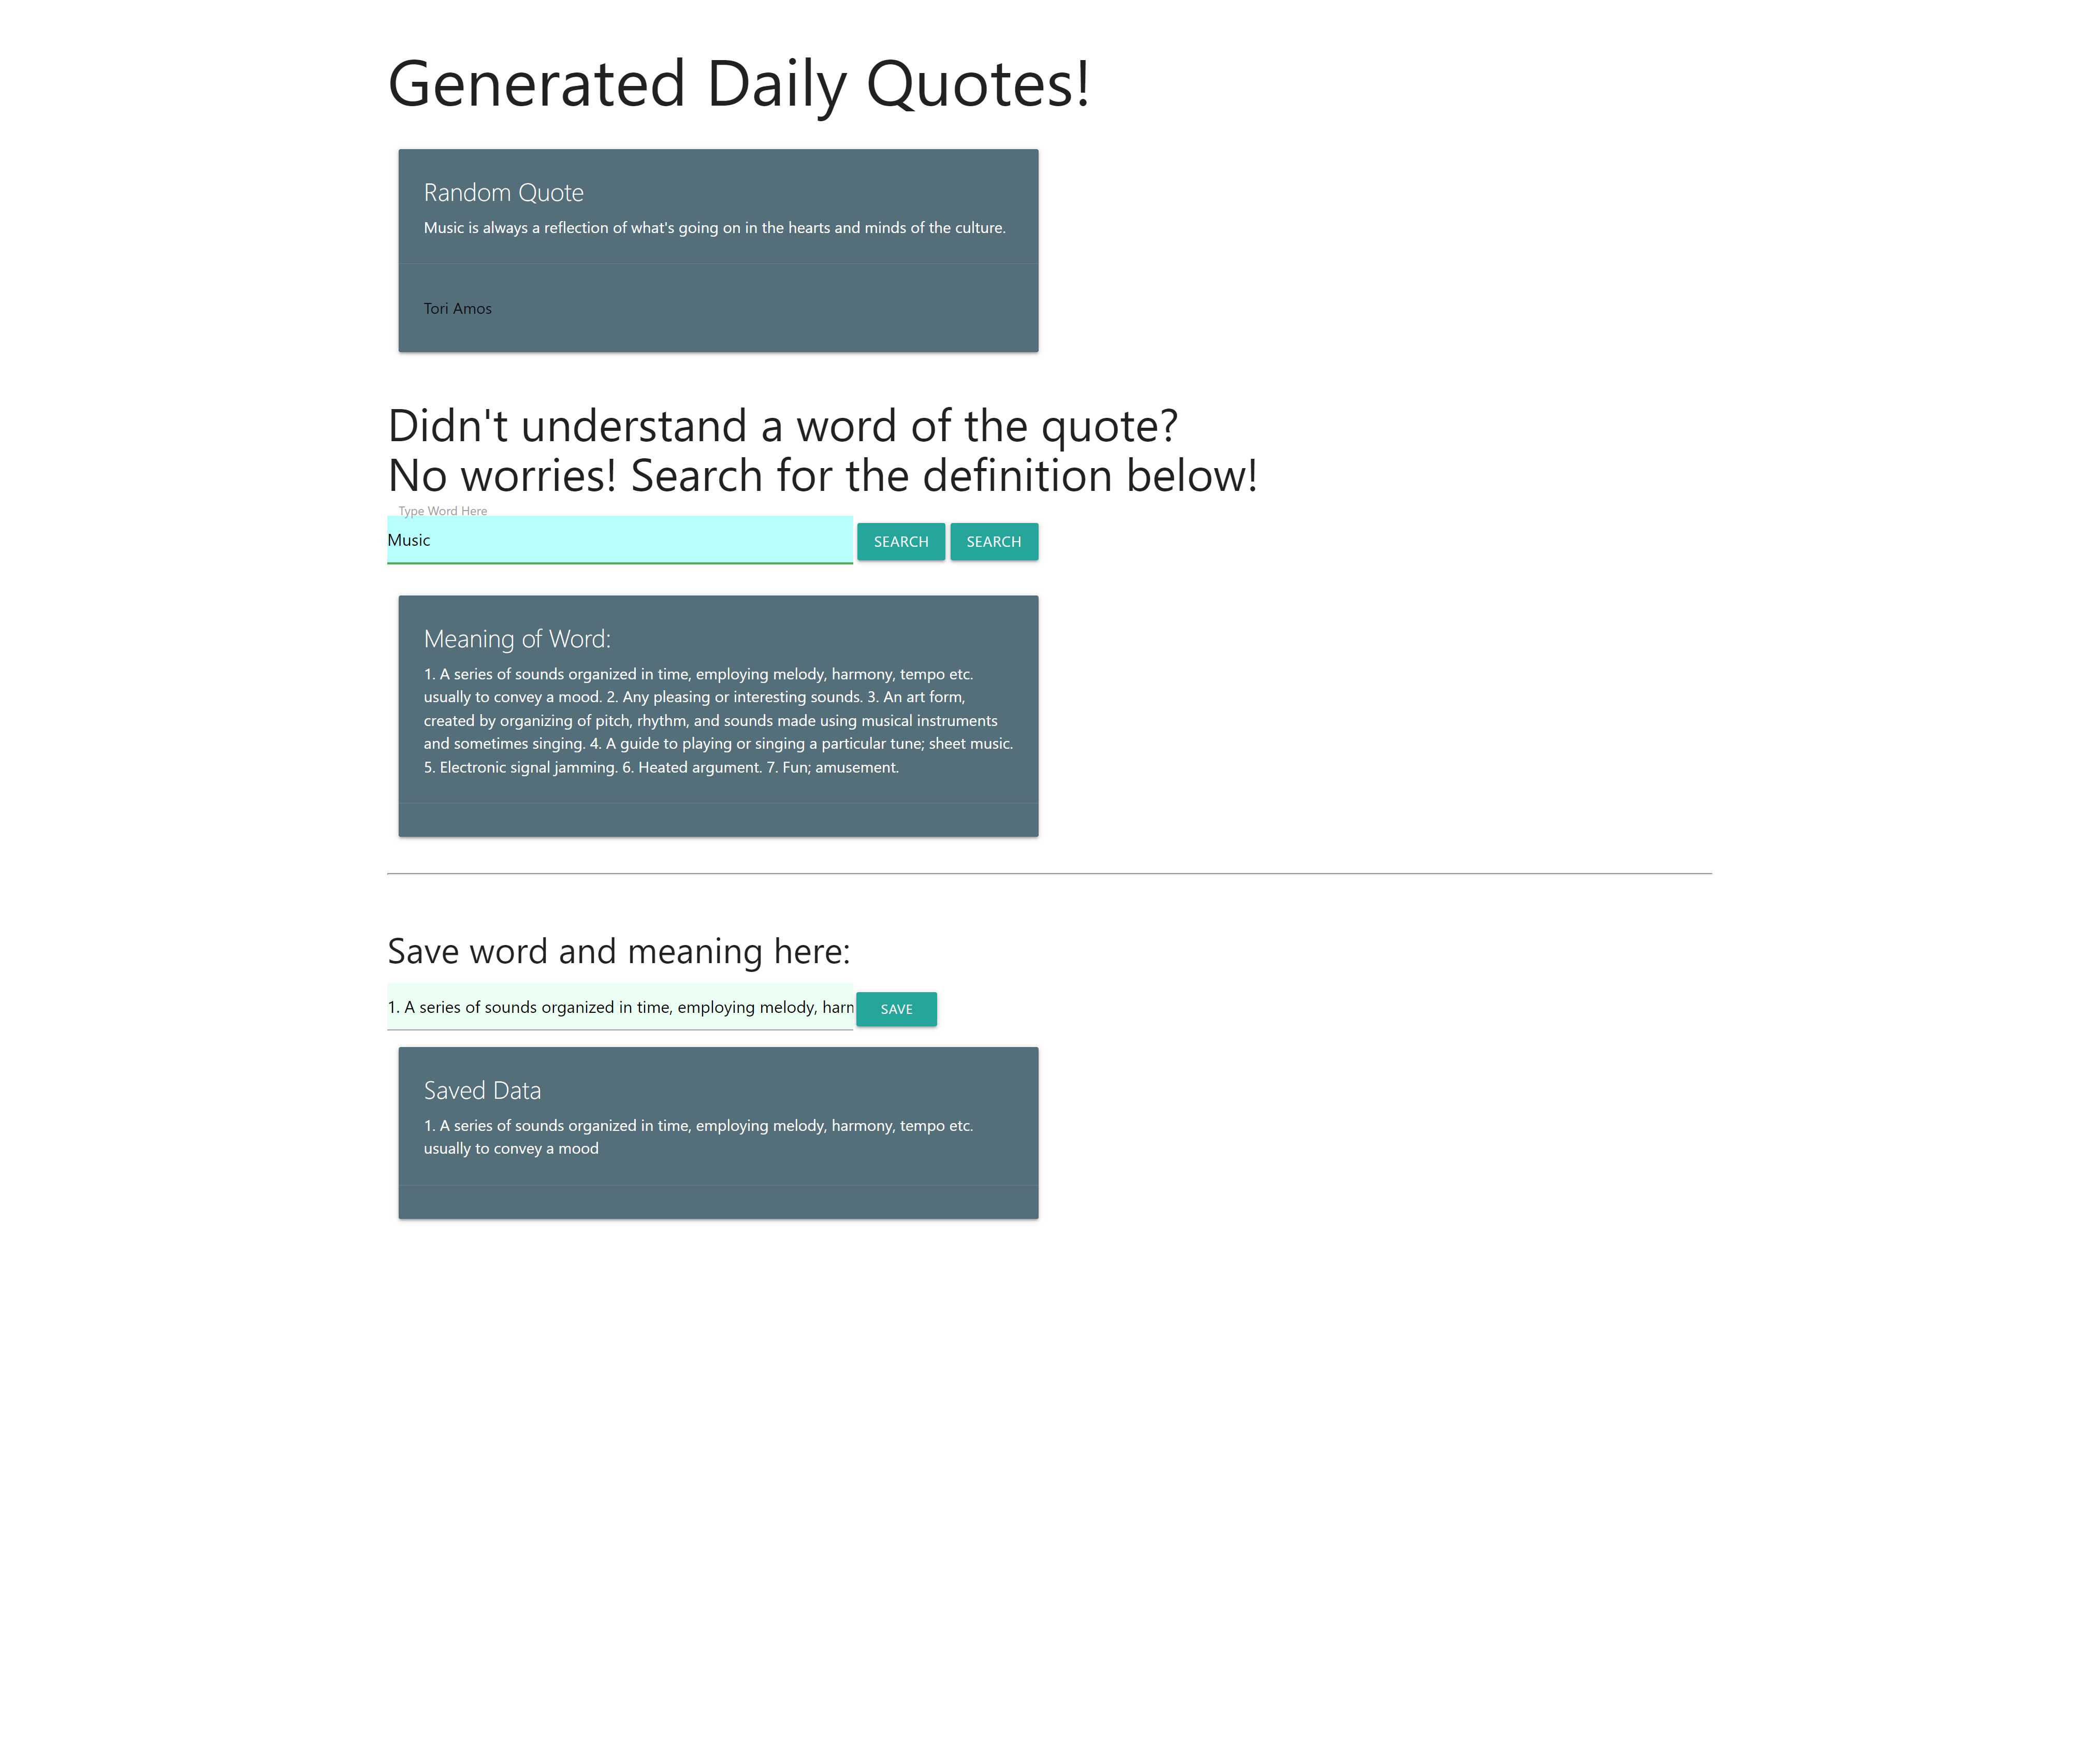 Generated Daily Quotes!
Random Quote
Music is always a reflection of what's going on in the hearts and minds of the culture.
Tori Amos
Didn't understand a word of the quote?
No worries! Search for the definition below!
Type Word Here
Music
SEARCH
SEARCH
Meaning of Word:
1. A series of sounds organized in time, employing melody, harmony, tempo etc.
usually to convey a mood. 2. Any pleasing or interesting sounds. 3. An art form,
created by organizing of pitch, rhythm, and sounds made using musical instruments
and sometimes singing. 4. A guide to playing or singing a particular tune; sheet music.
5. Electronic signal jamming. 6. Heated argument. 7. Fun; amusement.
Save word and meaning here:
1. A series of sounds organized in time, employing melody, harn
SAVE
Saved Data
1. A series of sounds organized in time, employing melody, harmony, tempo etc.
usually to convey a mood